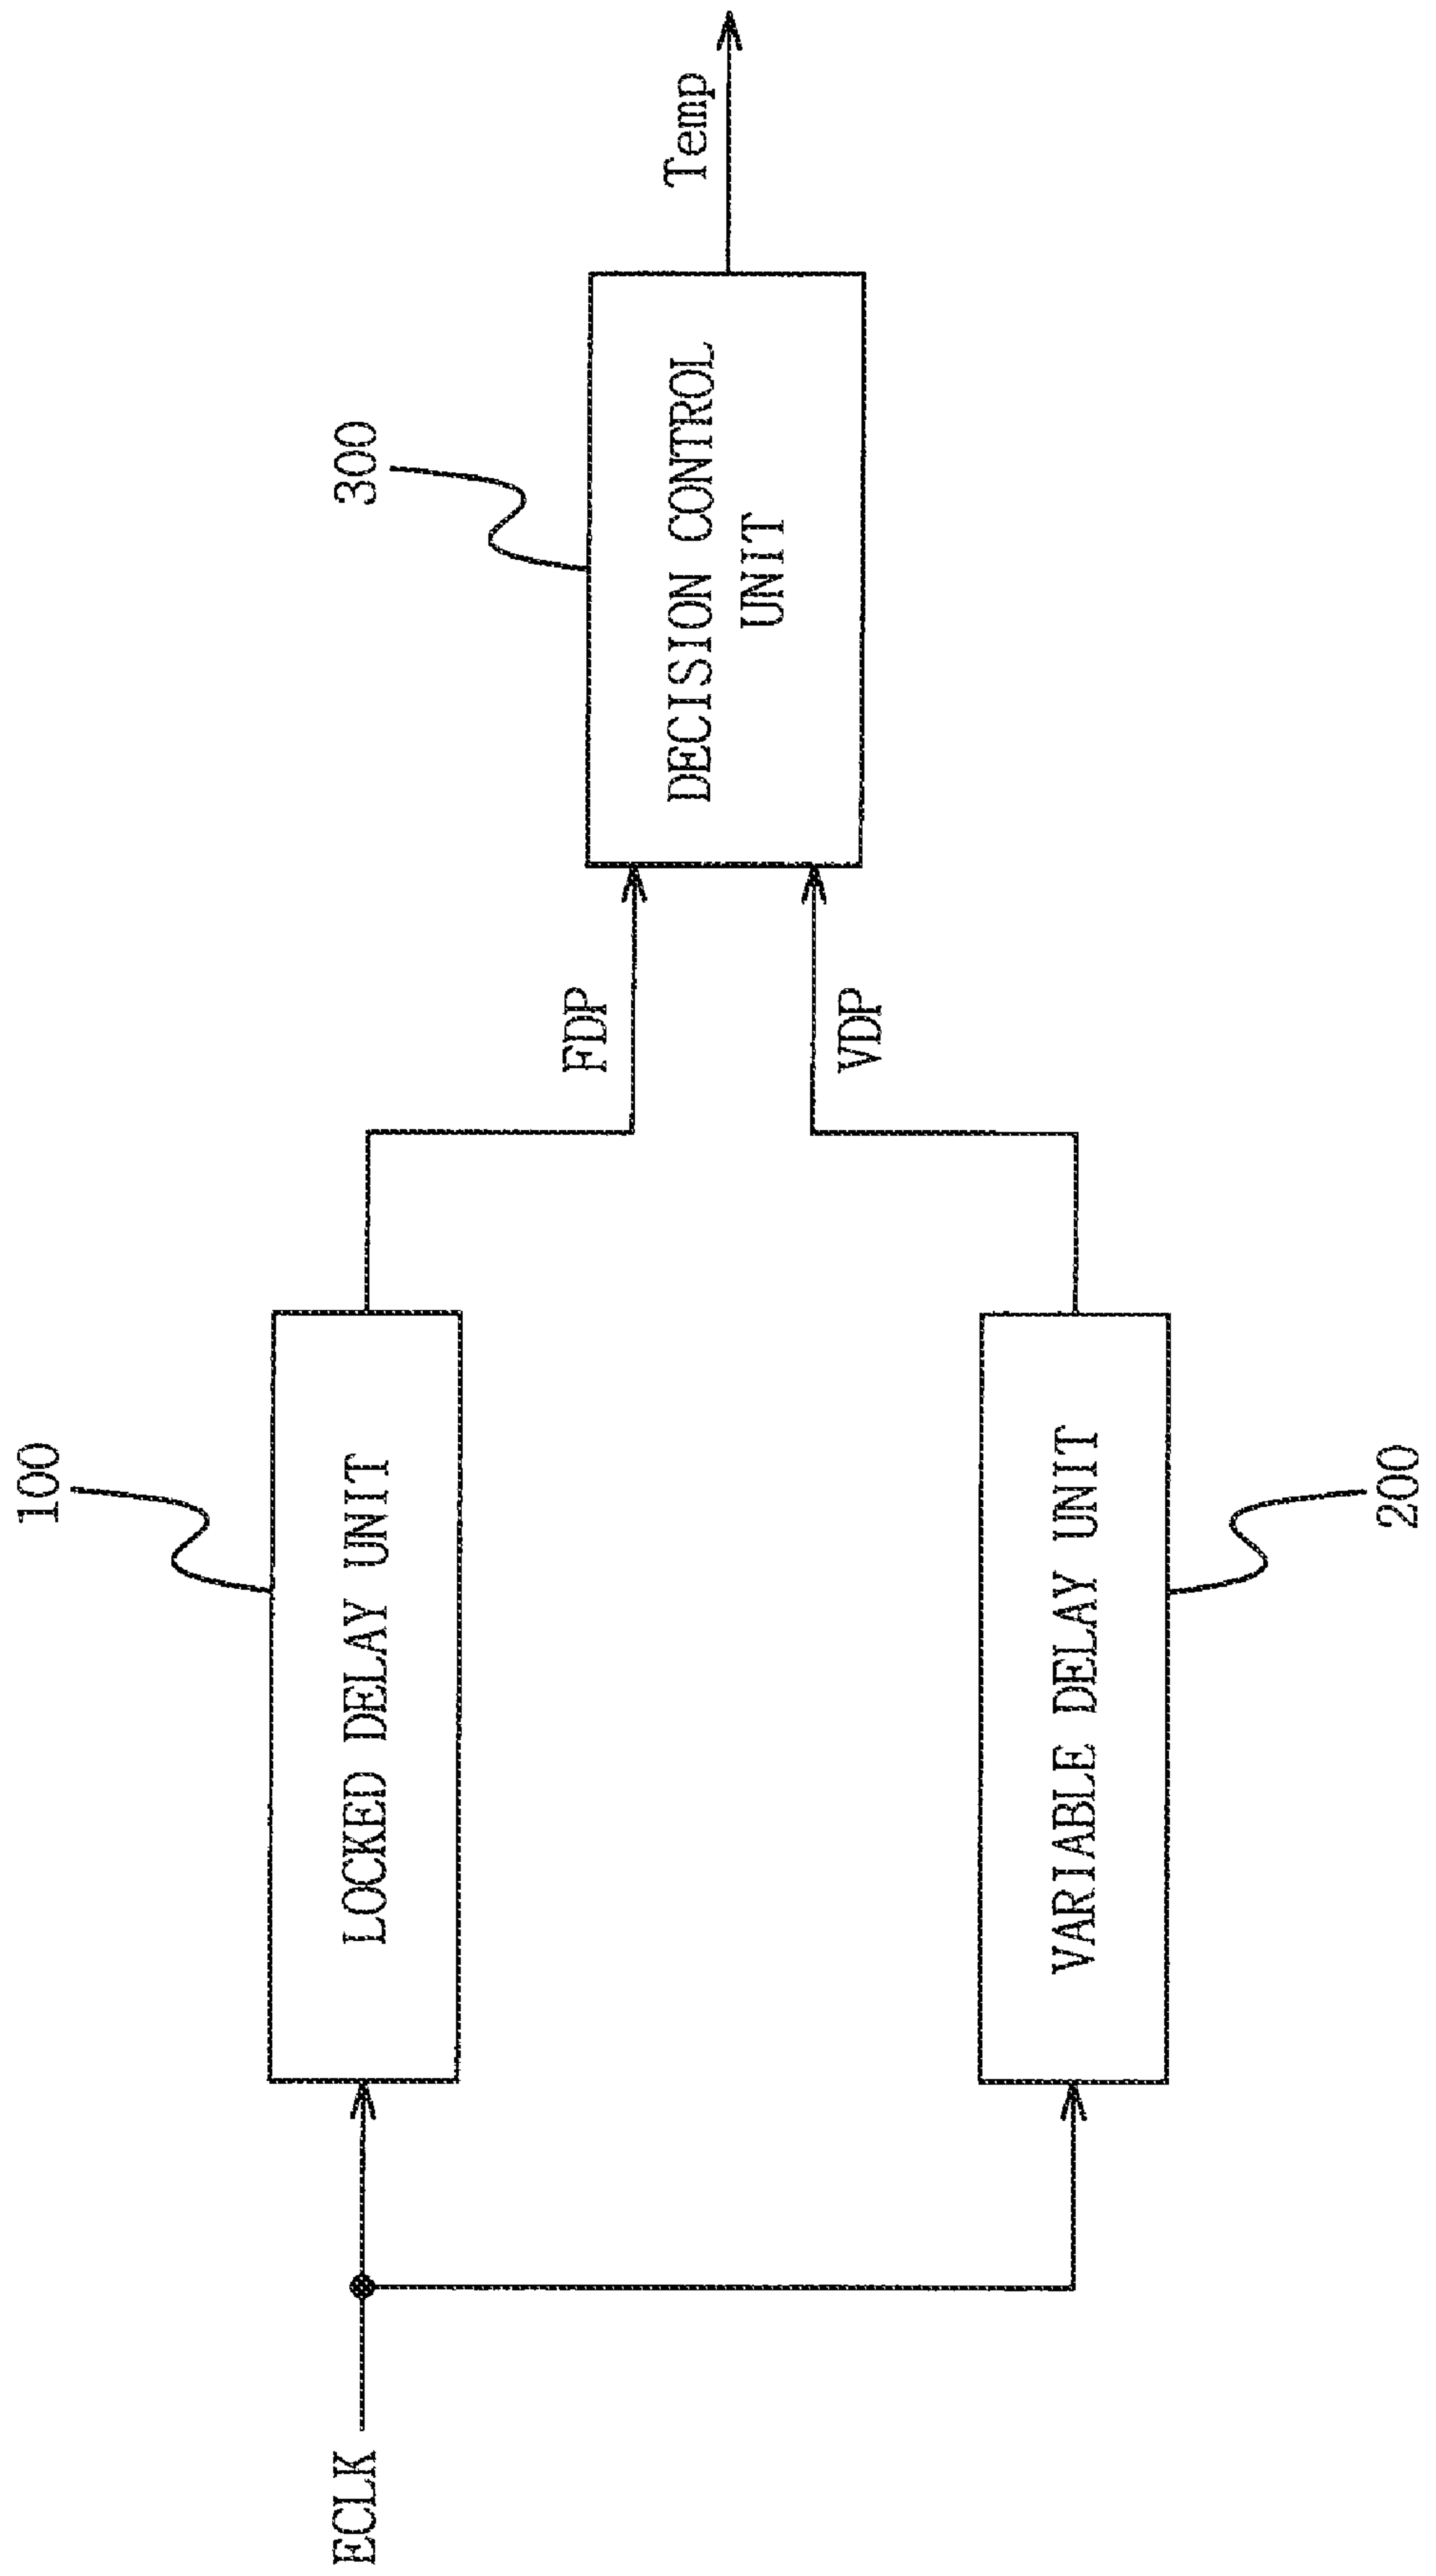 ECLK
100
LOCKED DELAY UNIT
200
VARIABLE DELAY UNIT
FDP
VDP
300
DECISION CONTROL
UNIT
Temp